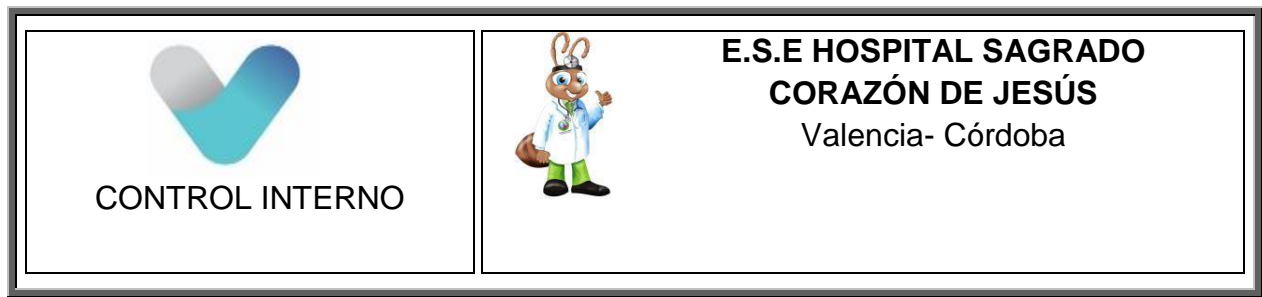 CONTROL INTERNO
E.S.E HOSPITAL SAGRADO
CORAZÓN DE JESÚS
Valencia- Córdoba